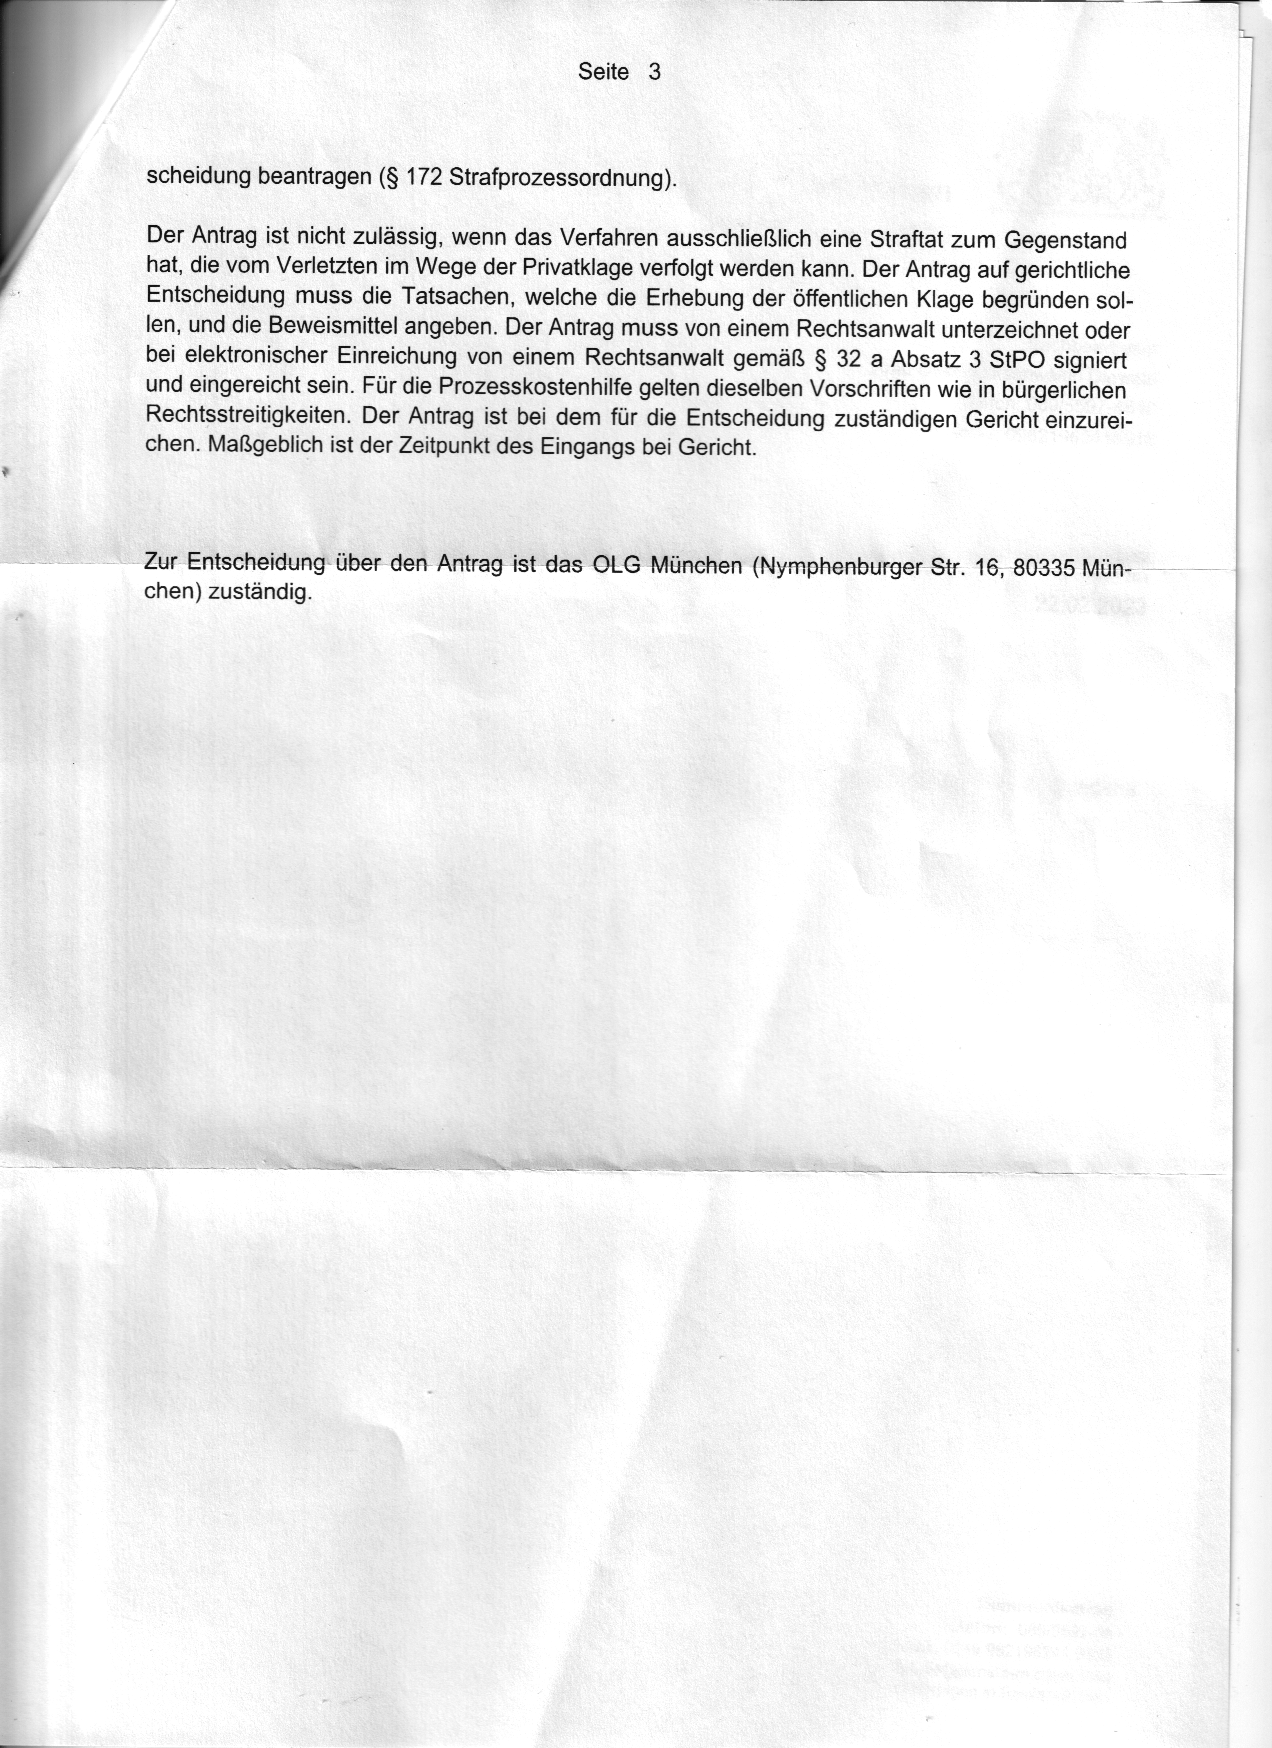 Seite 3
scheidung beantragen (§ 172 Strafprozessordnung).
Der Antrag ist nicht zulässig, wenn das Verfahren ausschließlich eine Straftat zum Gegenstand
hat, die vom Verletzten im Wege der Privatklage verfolgt werden kann. Der Antrag auf gerichtliche
Entscheidung muss die Tatsachen, welche die Erhebung der öffentlichen Klage begründen sol-
len, und die Beweismittel angeben. Der Antrag muss von einem Rechtsanwalt unterzeichnet oder
bei elektronischer Einreichung von einem Rechtsanwalt gemäß § 32 a Absatz 3 StPO signiert
und eingereicht sein. Für die Prozesskostenhilfe gelten dieselben Vorschriften wie in bürgerlichen
Rechtsstreitigkeiten. Der Antrag ist bei dem für die Entscheidung zuständigen Gericht einzurei-
chen. Maßgeblich ist der Zeitpunkt des Eingangs bei Gericht.
Zur Entscheidung über den Antrag ist das OLG München (Nymphenburger Str. 16, 80335 Mün-
chen) zuständig.